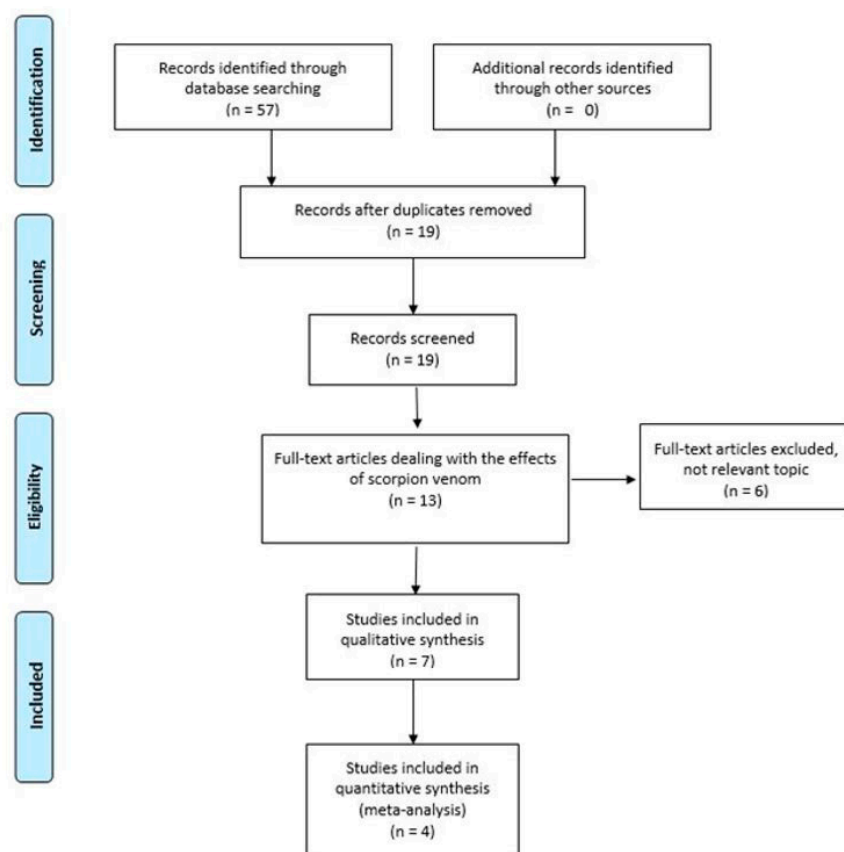 Identification
Records identified through
database searching
(n = 57)
Additional records identified
through other sources
(n = 0)
Records after duplicates removed
(n = 19)
Screening
Records screened
(n = 19)
Eligibility
Full-text articles dealing with the effects
of scorpion venom
(n = 13)
Full-text articles excluded,
not relevant topic
(n = 6)
Studies included in
qualitative synthesis
(n = 7)
Included
Studies included in
quantitative synthesis
(meta-analysis)
(n = 4)